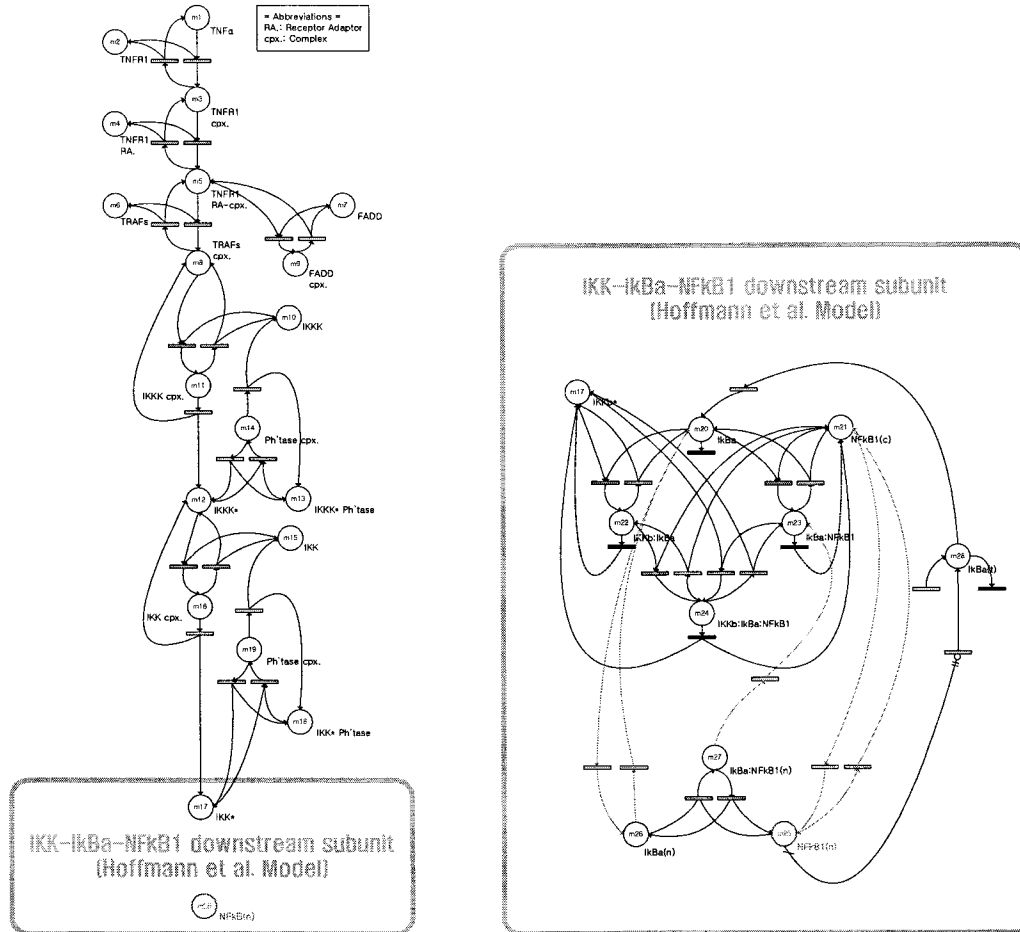 m1
TNFα
= Abbreviations =
RA.: Receptor Adaptor
cpx.: Complex
m2
TNFR1
m3
TNFR1
cpx.
m4
TNFR1
RA.
m5
TNFR1
RA-cpx.
m6
TRAFs
m7
FADD
TRAFs
cpx.
m8
m9
FADD
cpx.
m10
IKKK
m11
IKKK cpx.
m14
Ph'tase cpx.
m12
IKKK*
m13
IKKK* Ph'tase
m15
IKK
m16
IKK cpx.
m19
Ph'tase cpx.
m18
IKK* Ph'tase
m17
IKK*
IKK-IkBa-NFkB1 downstream subunit
(Hoffmann et al. Model)
NFkB(n)
IKK-IkBa-NFkB1 downstream subunit
(Hoffmann et al. Model)
m17
IKKb*
m20
IkBa
m21
NFkB1(c)
m22
IKKb:IkBa
m23
IkBa:NFkB1
m28
IkBa(t)
m24
IKKb:IkBa:NFkB1
m27
IkBa:NFkB1(n)
m26
IkBa(n)
m25
NFkB1(n)